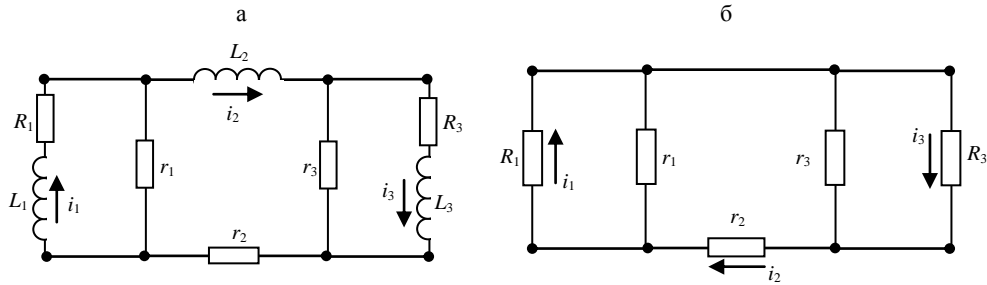 а б
L2
i2
R1 R3
r1 r3
L1 i1 i3 L3
r2
R1 i1 r1 r3 i3 R3
r2
i2